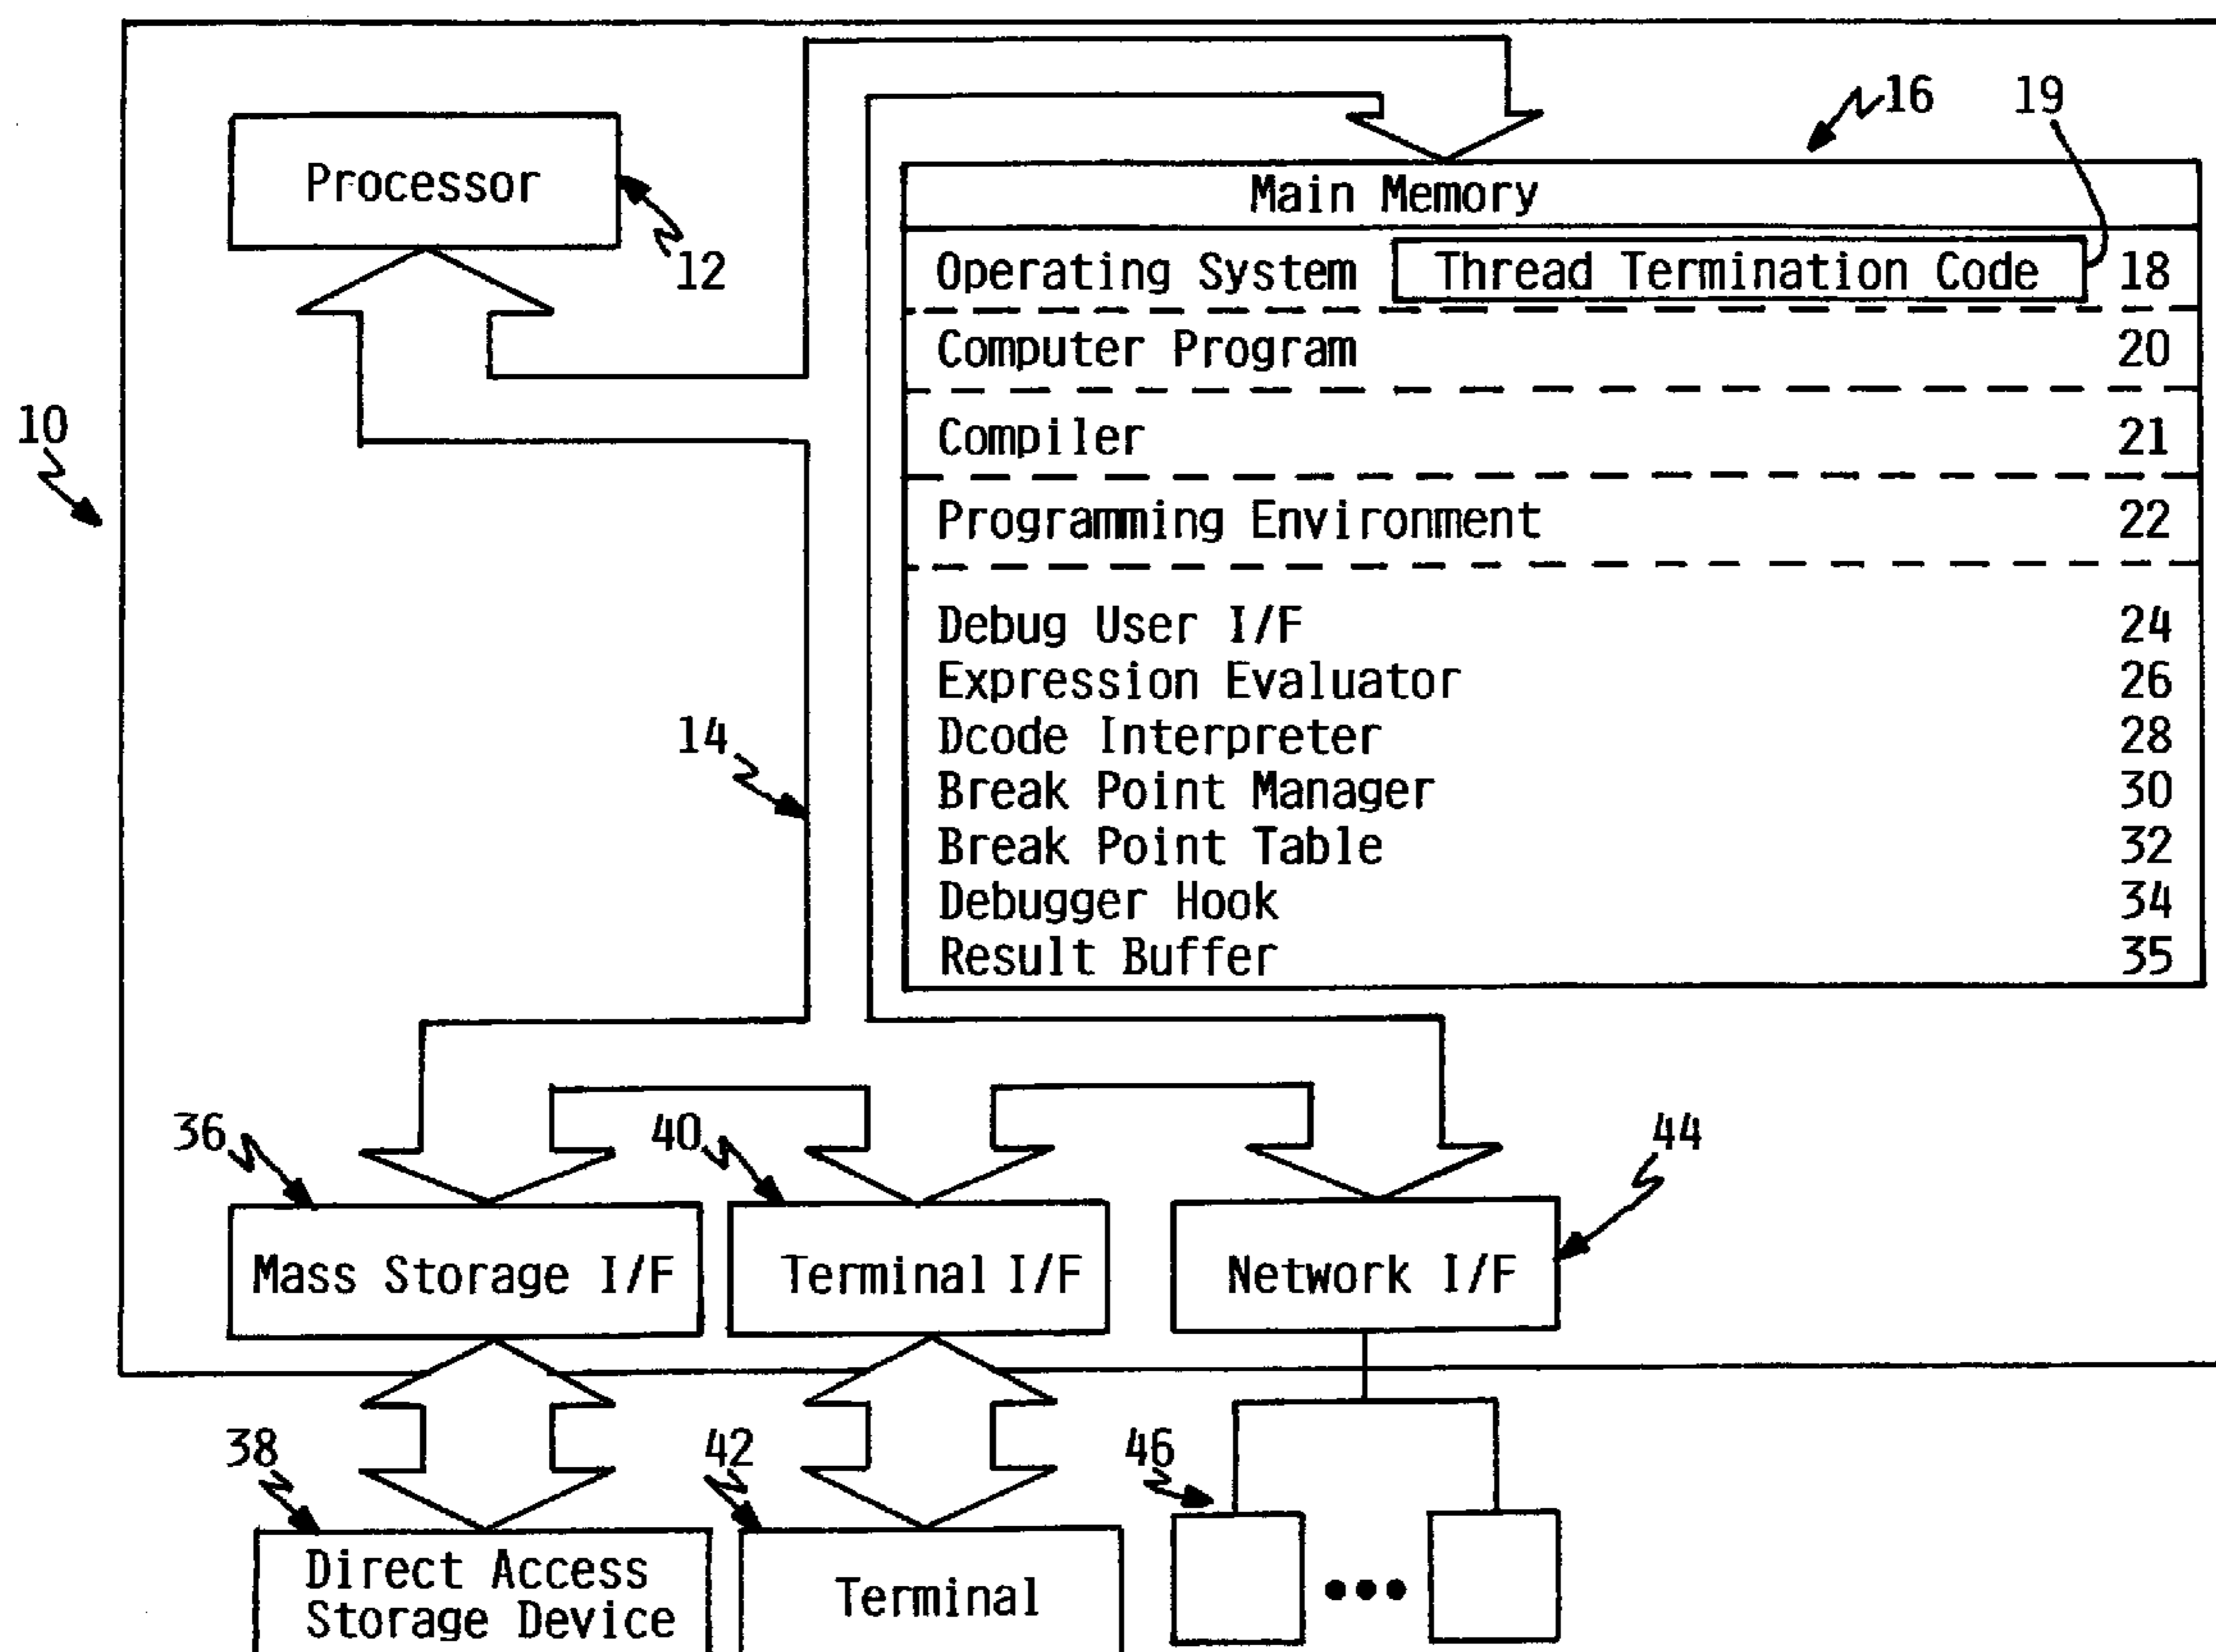 16 19
Processor
Main Memory
12
Operating System Thread Termination Code 18
Computer Program 20
10
Compiler 21
Programming Environment 22
Debug User I/F 24
Expression Evaluator 26
14
Dcode Interpreter 28
Break Point Manager 30
Break Point Table 32
Debugger Hook 34
Result Buffer 35
36 40 44
Mass Storage I/F Terminal I/F Network I/F
38 42 46
Direct Access
Storage Device
Terminal